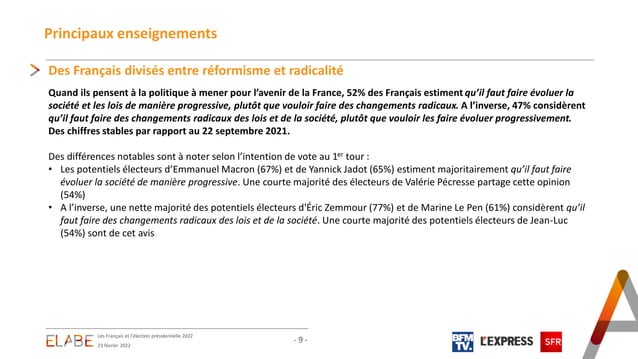 Principaux enseignements
Des Français divisés entre réformisme et radicalité
Quand ils pensent à la politique à mener pour l'avenir de la France, 52% des Français estiment qu'il faut faire évoluer la
société et les lois de manière progressive, plutôt que vouloir faire des changements radicaux. A l'inverse, 47% considèrent
qu'il faut faire des changements radicaux des lois et de la société, plutôt que vouloir les faire évoluer progressivement.
Des chiffres stables par rapport au 22 septembre 2021.
Des différences notables sont à noter selon l'intention de vote au 1er tour :
• Les potentiels électeurs d'Emmanuel Macron (67%) et de Yannick Jadot (65%) estiment majoritairement qu'il faut faire
évoluer la société de manière progressive. Une courte majorité des électeurs de Valérie Pécresse partage cette opinion
(54%)
• A l'inverse, une nette majorité des potentiels électeurs d'Éric Zemmour (77%) et de Marine Le Pen (61%) considèrent qu'il
faut faire des changements radicaux des lois et de la société. Une courte majorité des potentiels électeurs de Jean-Luc
(54%) sont de cet avis
ELABE
Les Français et l'élection présidentielle 2022
23 février 2022
- 9 -
BFM
TV.
L'EXPRESS
SFR